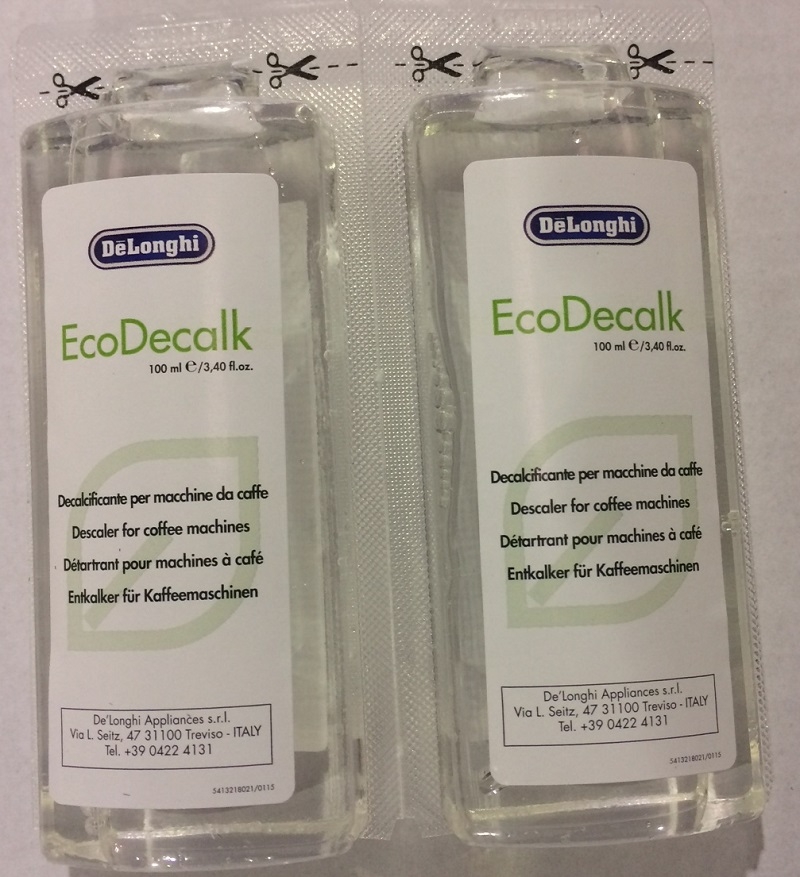 DēLonghi
EcoDecalk
100 ml ℮/3,40 fl.oz.
Decalcificante per macchine da caffe
Descaler for coffee machines
Détartrant pour machines à café
Entkalker für Kaffeemaschinen
De'Longhi Appliances s.r.l.
Via L. Seitz, 47 31100 Treviso - ITALY
Tel. +39 0422 4131
5413218021/0115
DēLonghi
EcoDecalk
100 ml ℮/3,40 fl.oz.
Decalcificante per macchine da caffe
Descaler for coffee machines
Détartrant pour machines à café
Entkalker für Kaffeemaschinen
De'Longhi Appliances s.r.l.
Via L. Seitz, 47 31100 Treviso - ITALY
Tel. +39 0422 4131
5413218021/0115